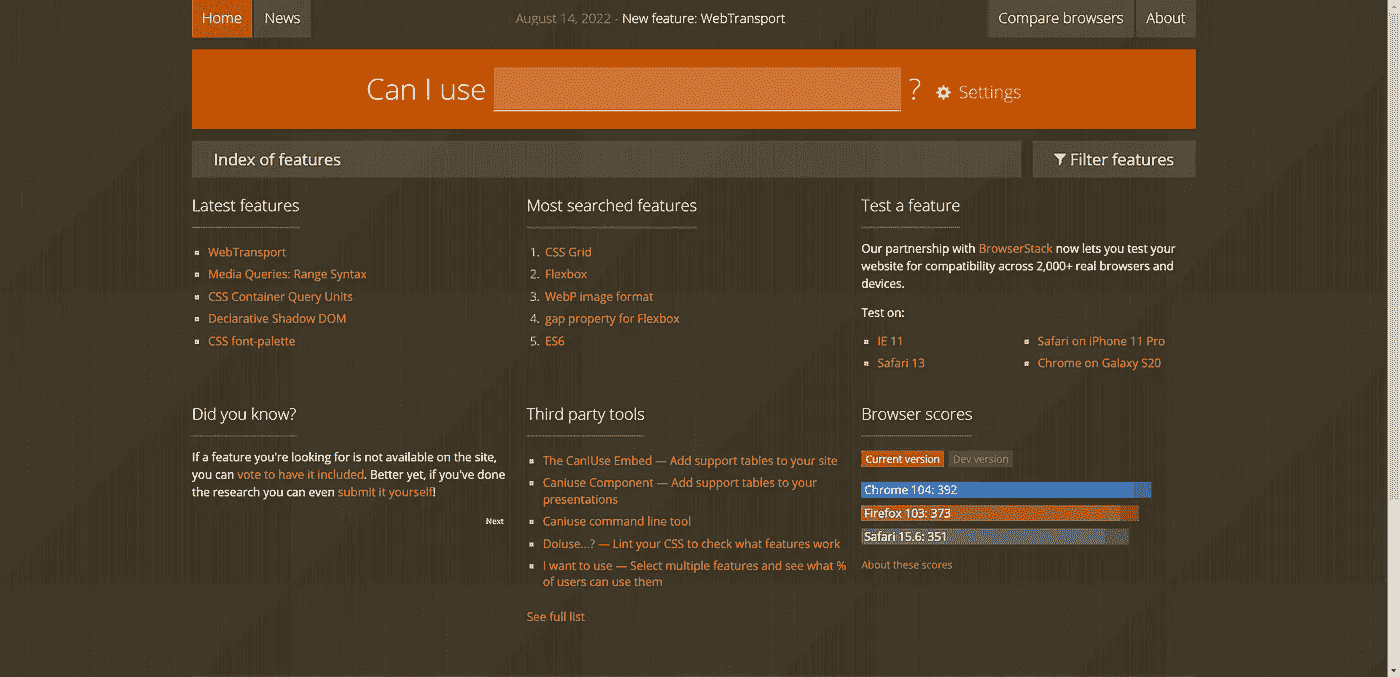 Home News August 14, 2022 - New feature: WebTransport Compare browsers About
Can I use ? Settings
Index of features Filter features
Latest features
WebTransport
Media Queries: Range Syntax
CSS Container Query Units
Declarative Shadow DOM
CSS font-palette
Most searched features
1. CSS Grid
2. Flexbox
3. WebP image format
4. gap property for Flexbox
5. ES6
Test a feature
Our partnership with BrowserStack now lets you test your
website for compatibility across 2,000+ real browsers and
devices.
Test on:
IE 11
Safari 13
Safari on iPhone 11 Pro
Chrome on Galaxy S20
Did you know?
If a feature you're looking for is not available on the site,
you can vote to have it included. Better yet, if you've done
the research you can even submit it yourself!
Next
Third party tools
The CanIUse Embed — Add support tables to your site
Caniuse Component — Add support tables to your
presentations
Caniuse command line tool
Doiuse...? — Lint your CSS to check what features work
I want to use — Select multiple features and see what %
of users can use them
See full list
Browser scores
Current version Dev version
Chrome 104: 392
Firefox 103: 373
Safari 15.6: 351
About these scores